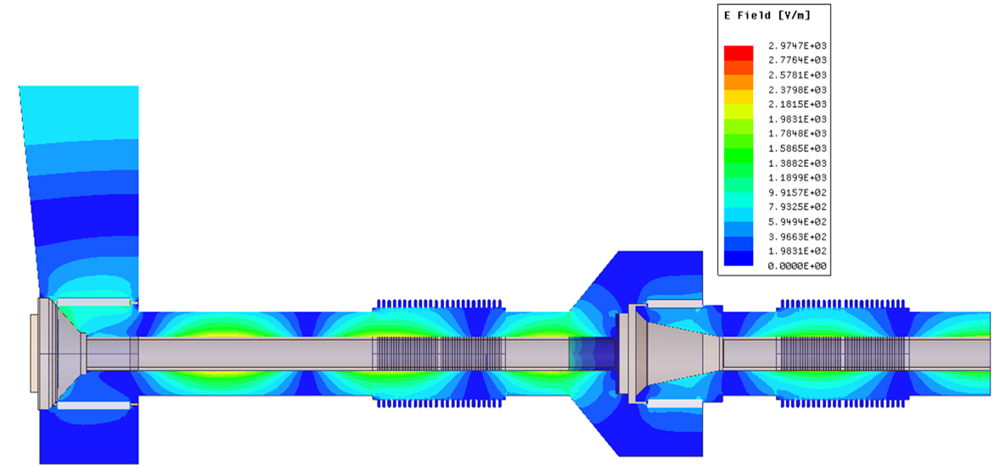 E Field [V/m]
2.9747E+03
2.7764E+03
2.5781E+03
2.3798E+03
2.1815E+03
1.9831E+03
1.7848E+03
1.5865E+03
1.3882E+03
1.1899E+03
9.9157E+02
7.9325E+02
5.9494E+02
3.9663E+02
1.9831E+02
0.0000E+00